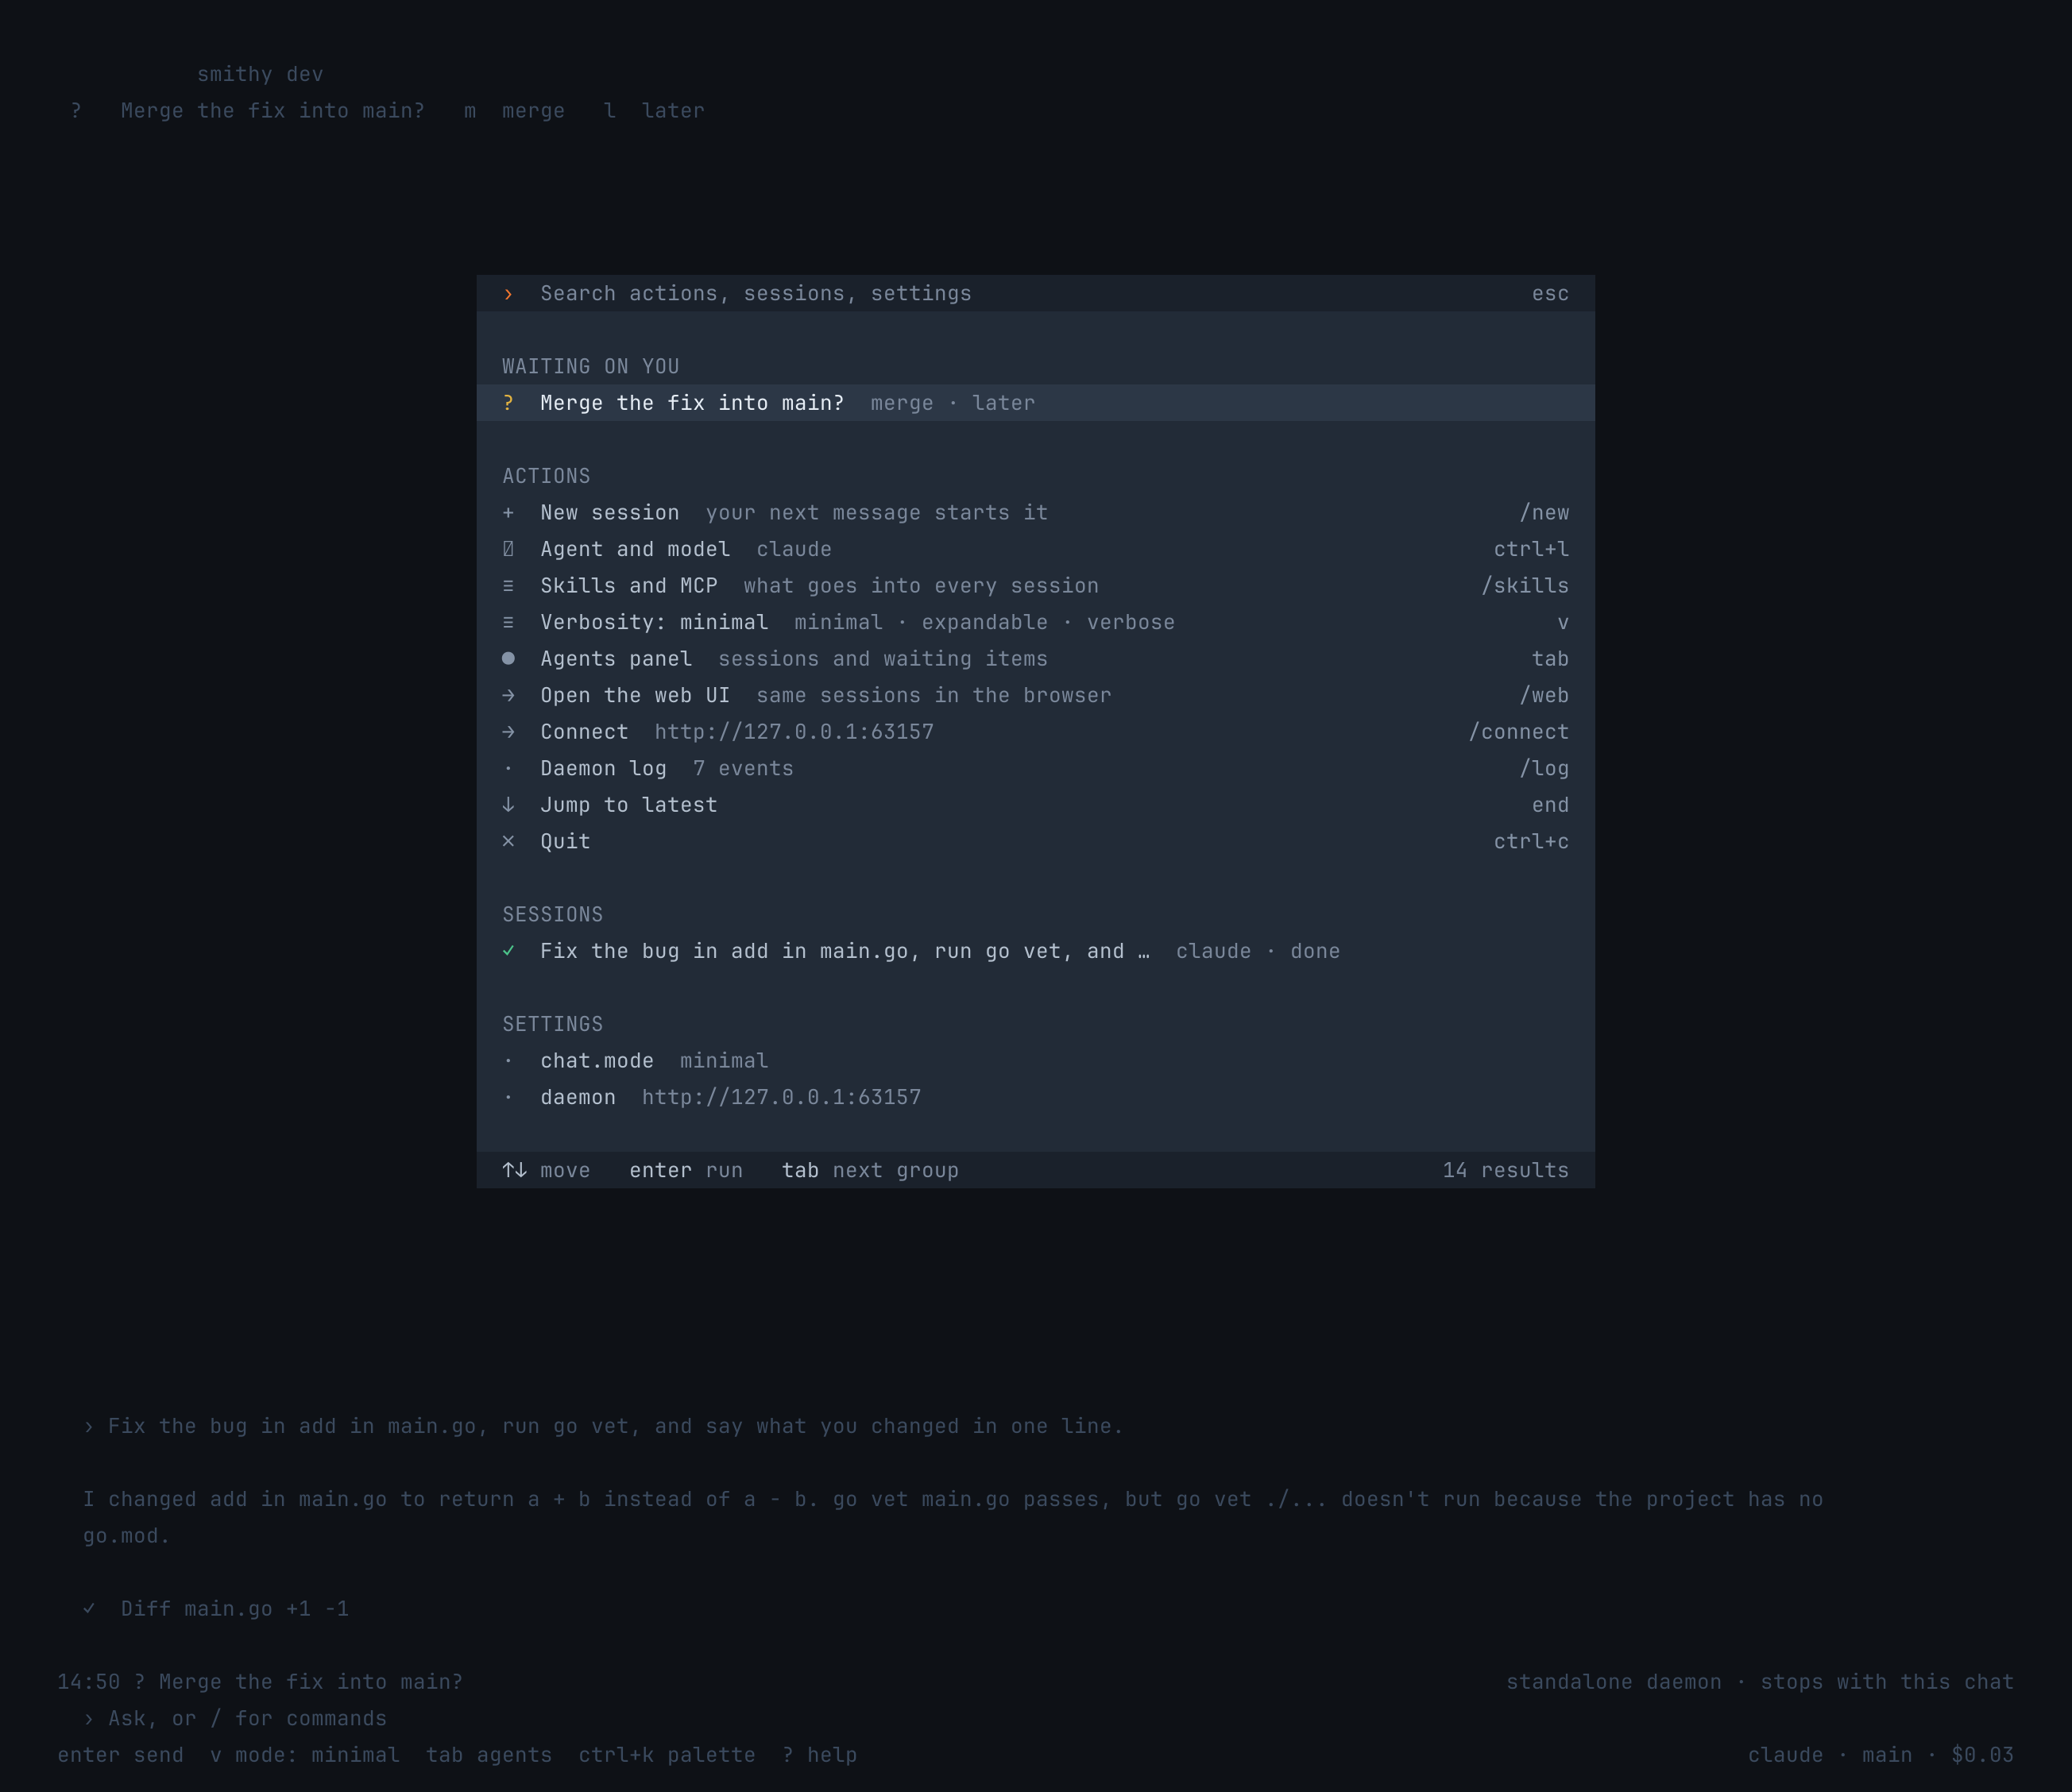 smithy dev
? Merge the fix into main? m merge l later
› Search actions, sessions, settings esc
WAITING ON YOU
? Merge the fix into main? merge · later
ACTIONS
+ New session your next message starts it /new
Agent and model claude ctrl+l
≡ Skills and MCP what goes into every session /skills
≡ Verbosity: minimal minimal · expandable · verbose v
● Agents panel sessions and waiting items tab
→ Open the web UI same sessions in the browser /web
→ Connect http://127.0.0.1:63157 /connect
· Daemon log 7 events /log
↓ Jump to latest end
× Quit ctrl+c
SESSIONS
✓ Fix the bug in add in main.go, run go vet, and … claude · done
SETTINGS
· chat.mode minimal
· daemon http://127.0.0.1:63157
↑↓ move enter run tab next group 14 results
› Fix the bug in add in main.go, run go vet, and say what you changed in one line.
I changed add in main.go to return a + b instead of a - b. go vet main.go passes, but go vet ./... doesn't run because the project has no
go.mod.
✓ Diff main.go +1 -1
14:50 ? Merge the fix into main? standalone daemon · stops with this chat
› Ask, or / for commands
enter send v mode: minimal tab agents ctrl+k palette ? help claude · main · $0.03